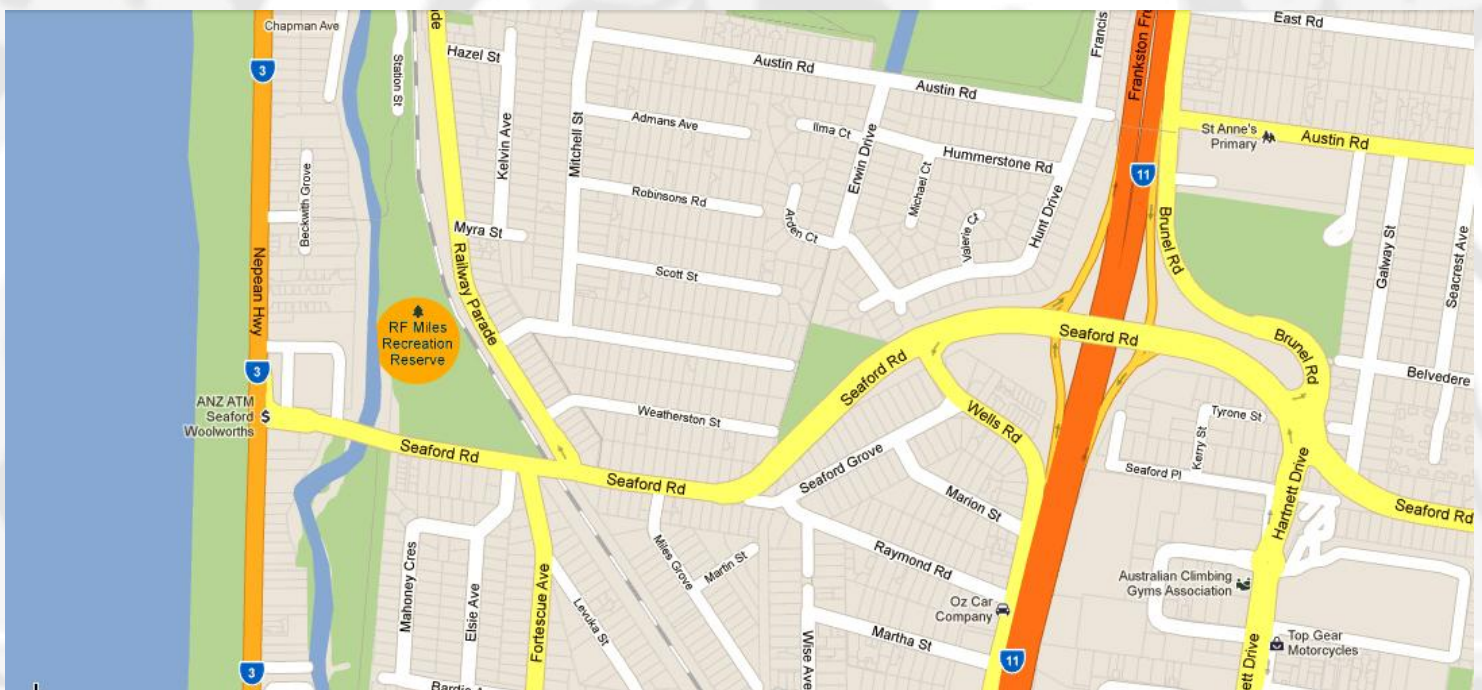 Chapman Ave
3
Station St
de
Hazel St
Kelvin Ave
Mitchell St
Austin Rd
Austin Rd
Francis
Frankston Fr
East Rd
Admans Ave
Ilma Ct
Erwin Drive
Hummerstone Rd
Michael Ct
11
St Anne's
Primary
Austin Rd
Beckwith Grove
Robinsons Rd
Arden Ct
Valerie Ct
Hunt Drive
Brunel Rd
Galway St
Seacrest Ave
Myra St
Nepean Hwy
Railway Parade
Scott St
RF Miles
Recreation
Reserve
Seaford Rd
Brunel Rd
Belvedere
3
ANZ ATM
Seaford
Woolworths
$
Seaford Rd
Weatherston St
Seaford Rd
Wells Rd
Tyrone St
Kerry St
Seaford Grove
Seaford Pl
Seaford Rd
Marion St
Hartnett Drive
Seaford Rd
Mahoney Cres
Elsie Ave
Fortescue Ave
Levuka St
Miles Grove
Martin St
Raymond Rd
Oz Car
Company
Australian Climbing
Gyms Association
Wise Ave
Martha St
11
Top Gear
Motorcycles
ett Drive
3